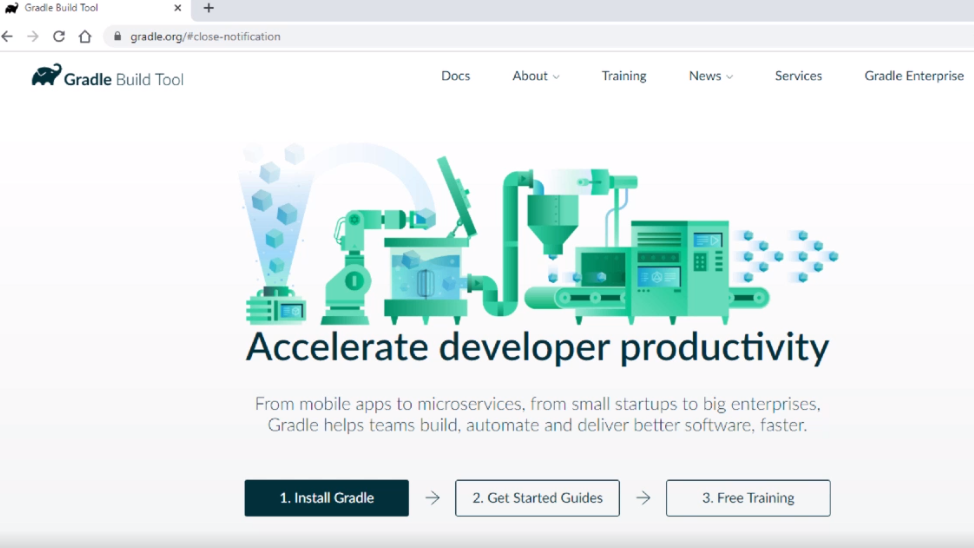 Gradle Build Tool
gradle.org/#close-notification
Gradle Build Tool
Docs About Training News Services Gradle Enterprise
Accelerate developer productivity
From mobile apps to microservices, from small startups to big enterprises,
Gradle helps teams build, automate and deliver better software, faster.
1. Install Gradle 2. Get Started Guides 3. Free Training